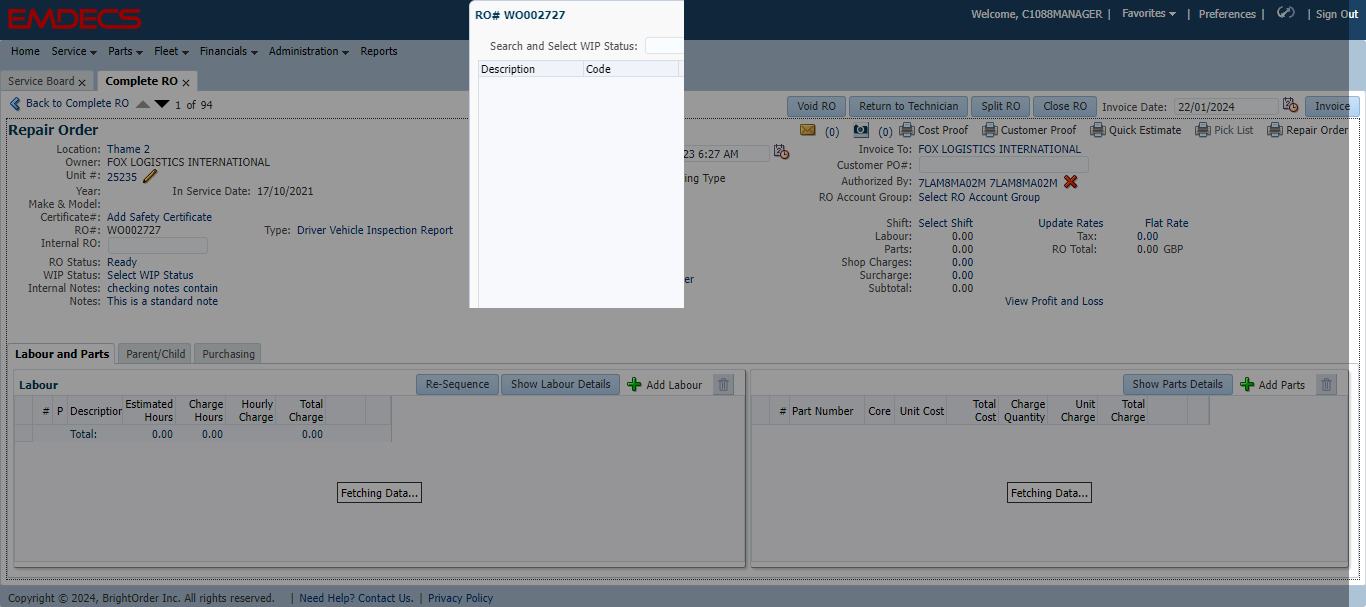 EMDECS
Welcome, C1088MANAGER | Favorites | Preferences | | Sign Out
Home Service Parts Fleet Financials Administration Reports
Service Board x Complete RO x
Back to Complete RO 1 of 94
Void RO Return to Technician Split RO Close RO Invoice Date: 22/01/2024 Invoice
RO# WO002727
Search and Select WIP Status:
Description Code
Repair Order
(0) (0) Cost Proof Customer Proof Quick Estimate Pick List Repair Order
Location: Thame 2
Owner: FOX LOGISTICS INTERNATIONAL
Unit #: 25235
Year: In Service Date: 17/10/2021
Make & Model:
Certificate#: Add Safety Certificate
RO#: WO002727 Type: Driver Vehicle Inspection Report
Internal RO:
RO Status: Ready
WIP Status: Select WIP Status
Internal Notes: checking notes contain
Notes: This is a standard note
23 6:27 AM
ing Type
er
Invoice To: FOX LOGISTICS INTERNATIONAL
Customer PO#:
Authorized By: 7LAM8MA02M 7LAM8MA02M
RO Account Group: Select RO Account Group
Shift: Select Shift Update Rates Flat Rate
Labour: 0.00 Tax: 0.00
Parts: 0.00 RO Total: 0.00 GBP
Shop Charges: 0.00
Surcharge: 0.00
Subtotal: 0.00
View Profit and Loss
Labour and Parts Parent/Child Purchasing
Labour Re-Sequence Show Labour Details Add Labour
# P Description Estimated Hours Charge Hours Hourly Charge Total Charge
Total: 0.00 0.00 0.00
Fetching Data...
Show Parts Details Add Parts
# Part Number Core Unit Cost Total Cost Charge Quantity Unit Charge Total Charge
Fetching Data...
Copyright © 2024, BrightOrder Inc. All rights reserved. | Need Help? Contact Us. | Privacy Policy